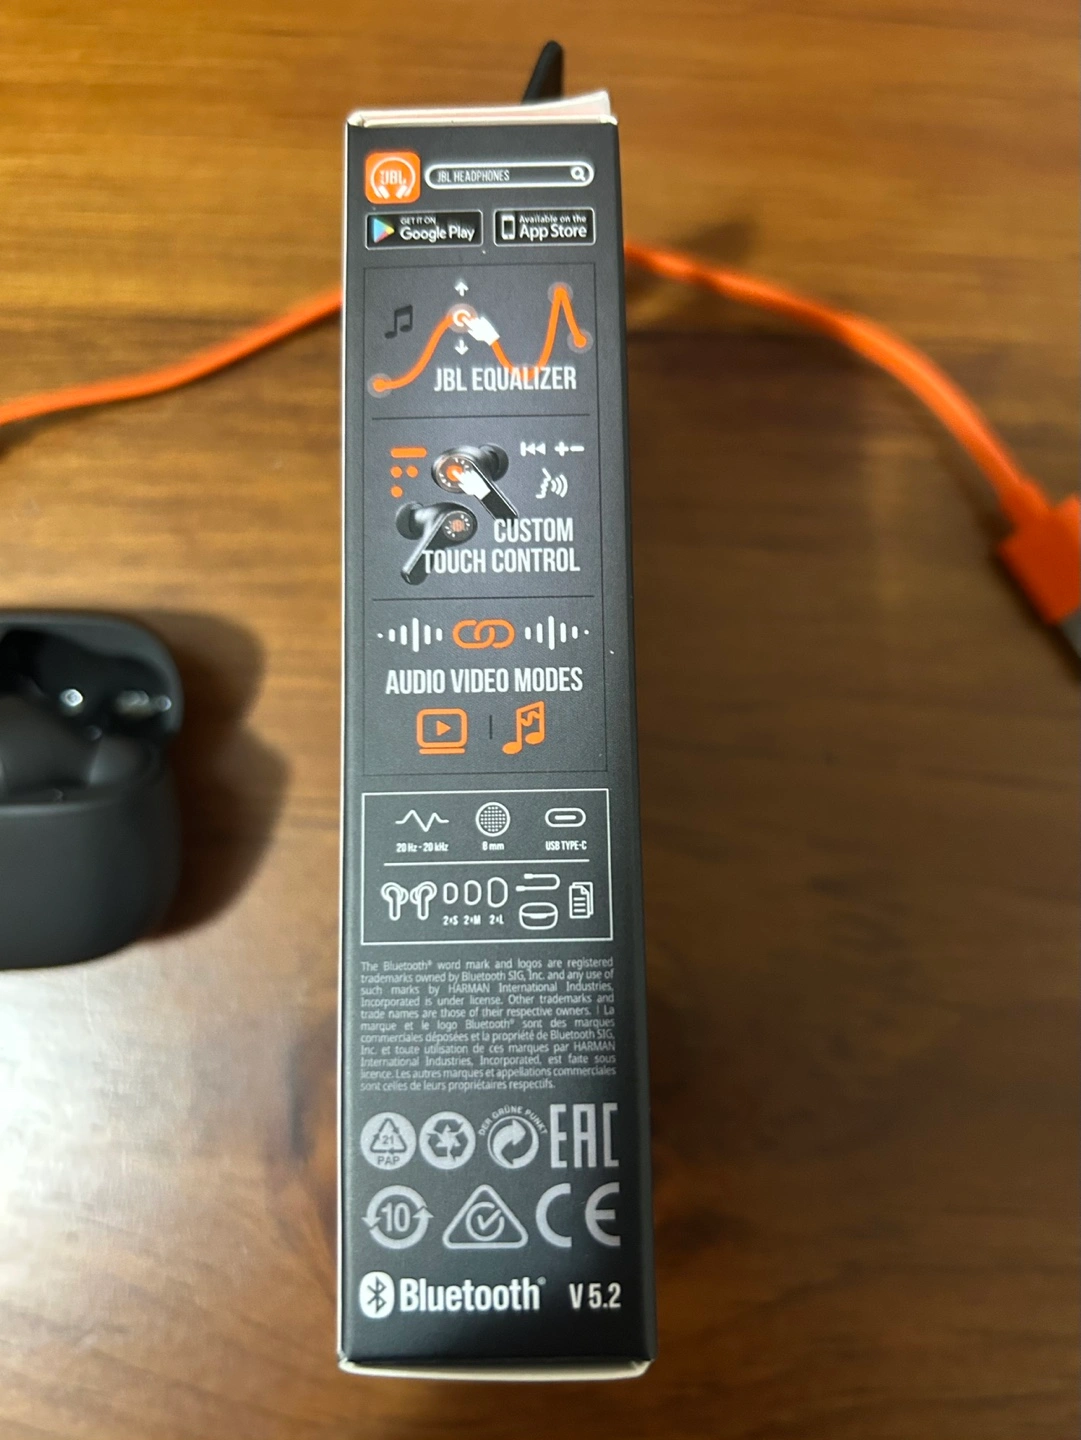 JBL
JBL HEADPHONES
GET IT ON
Google Play
Available on the
App Store
JBL EQUALIZER
CUSTOM
TOUCH CONTROL
AUDIO VIDEO MODES
20 Hz - 20 kHz
8 mm
USB TYPE-C
2×S 2×M 2×L
The Bluetooth® word mark and logos are registered
trademarks owned by Bluetooth SIG, Inc. and any use of
such marks by HARMAN International Industries,
Incorporated is under license. Other trademarks and
trade names are those of their respective owners. | La
marque et le logo Bluetooth® sont des marques
commerciales déposées et la propriété de Bluetooth SIG,
Inc. et toute utilisation de ces marques par HARMAN
International Industries, Incorporated, est faite sous
licence. Les autres marques et appellations commerciales
sont celles de leurs propriétaires respectifs.
21
PAP
DER GRÜNE PUNKT
EAC
10
CE
Bluetooth® V 5.2